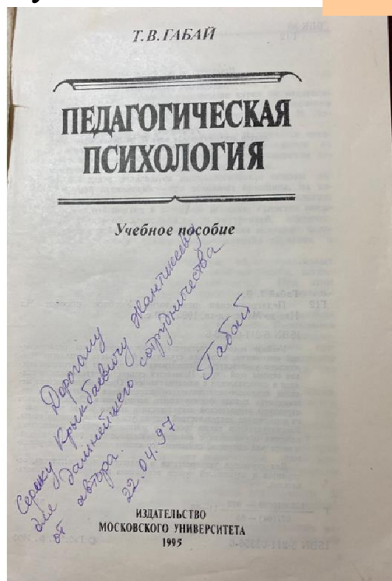 Т. В. ГАБАЙ
ПЕДАГОГИЧЕСКАЯ
ПСИХОЛОГИЯ
Учебное пособие
Дорогому
Серику Крыкбаевичу
для дальнейшего сотрудничества
от автора.
22.04.97
Габай
ИЗДАТЕЛЬСТВО
МОСКОВСКОГО УНИВЕРСИТЕТА
1995